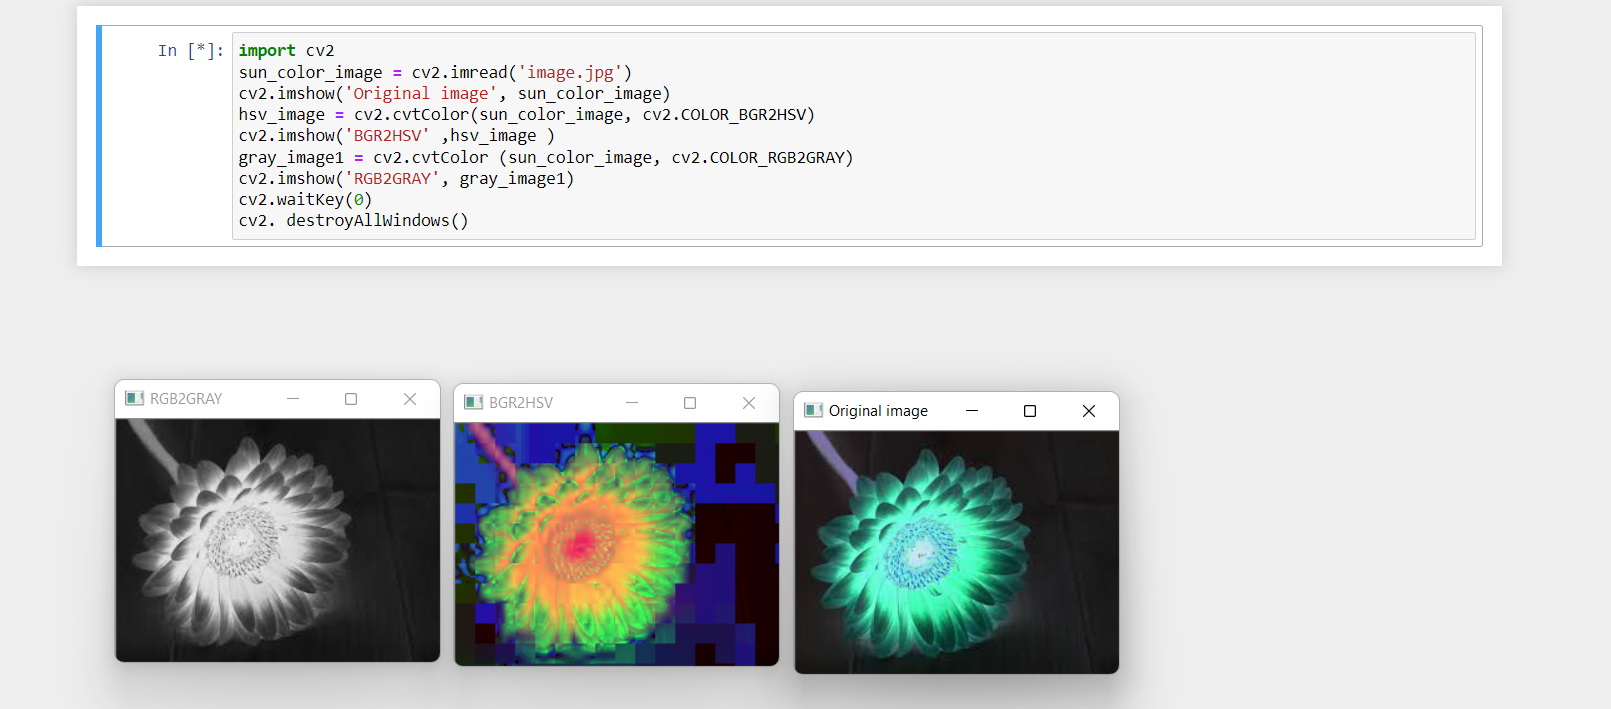 In [*]: import cv2
sun_color_image = cv2.imread('image.jpg')
cv2.imshow('Original image', sun_color_image)
hsv_image = cv2.cvtColor(sun_color_image, cv2.COLOR_BGR2HSV)
cv2.imshow('BGR2HSV' ,hsv_image )
gray_image1 = cv2.cvtColor (sun_color_image, cv2.COLOR_RGB2GRAY)
cv2.imshow('RGB2GRAY', gray_image1)
cv2.waitKey(0)
cv2. destroyAllWindows()
RGB2GRAY
BGR2HSV
Original image